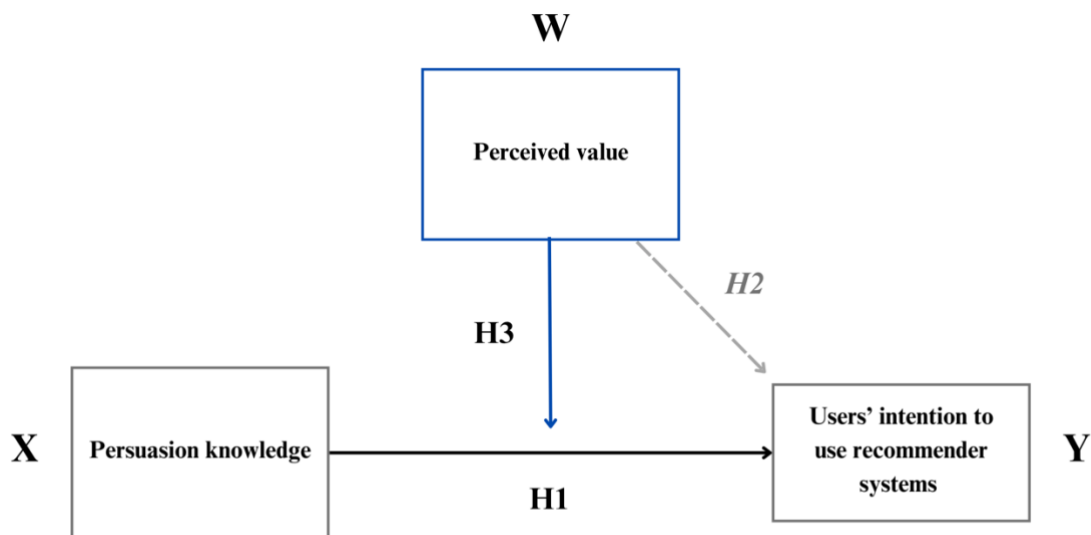 W
Perceived value
H2
H3
X
Persuasion knowledge
Users’ intention to
use recommender
systems
Y
H1